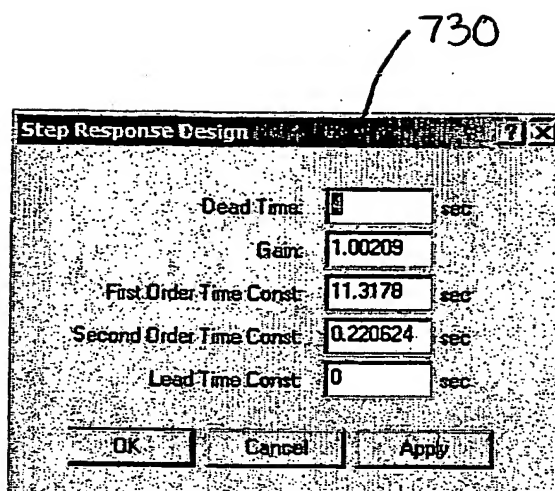 730
Step Response Design
Dead Time: sec
Gain: 1.00209
First Order Time Const: 11.3178 sec
Second Order Time Const: 0.220624 sec
Lead Time Const: 0 sec
OK Cancel Apply